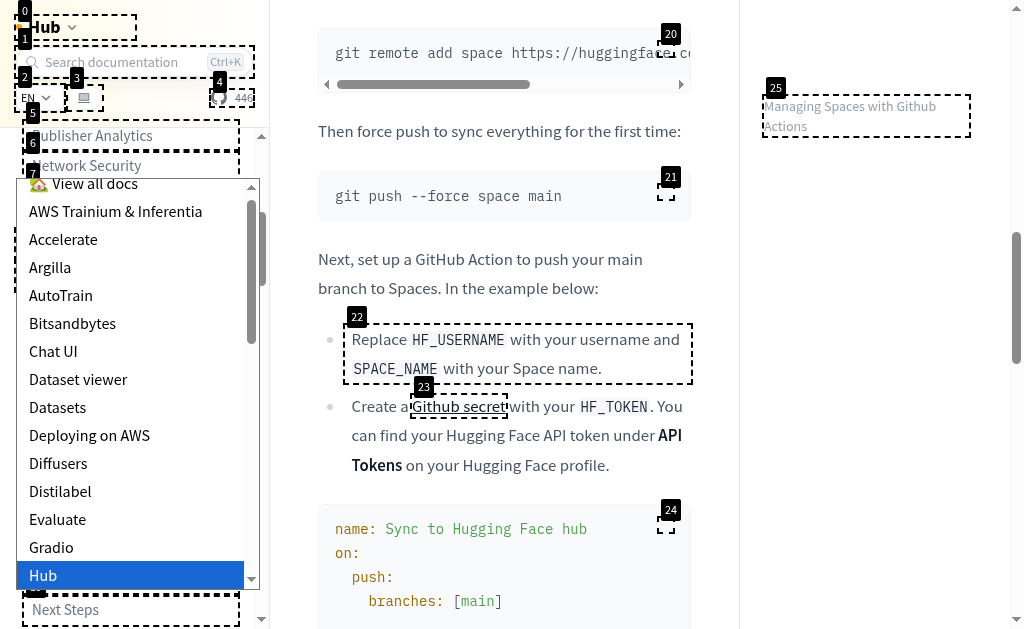 0
Hub
1
Search documentation Ctrl+K
2 3 4
EN 446
5
Publisher Analytics
6
Network Security
7
🏡 View all docs
AWS Trainium & Inferentia
Accelerate
Argilla
AutoTrain
Bitsandbytes
Chat UI
Dataset viewer
Datasets
Deploying on AWS
Diffusers
Distilabel
Evaluate
Gradio
Hub
Next Steps
20
git remote add space https://huggingface.co
Then force push to sync everything for the first time:
21
git push --force space main
Next, set up a GitHub Action to push your main
branch to Spaces. In the example below:
22
Replace HF_USERNAME with your username and
SPACE_NAME with your Space name.
23
Create a Github secret with your HF_TOKEN. You
can find your Hugging Face API token under API
Tokens on your Hugging Face profile.
24
name: Sync to Hugging Face hub
on:
push:
branches: [main]
25
Managing Spaces with Github
Actions